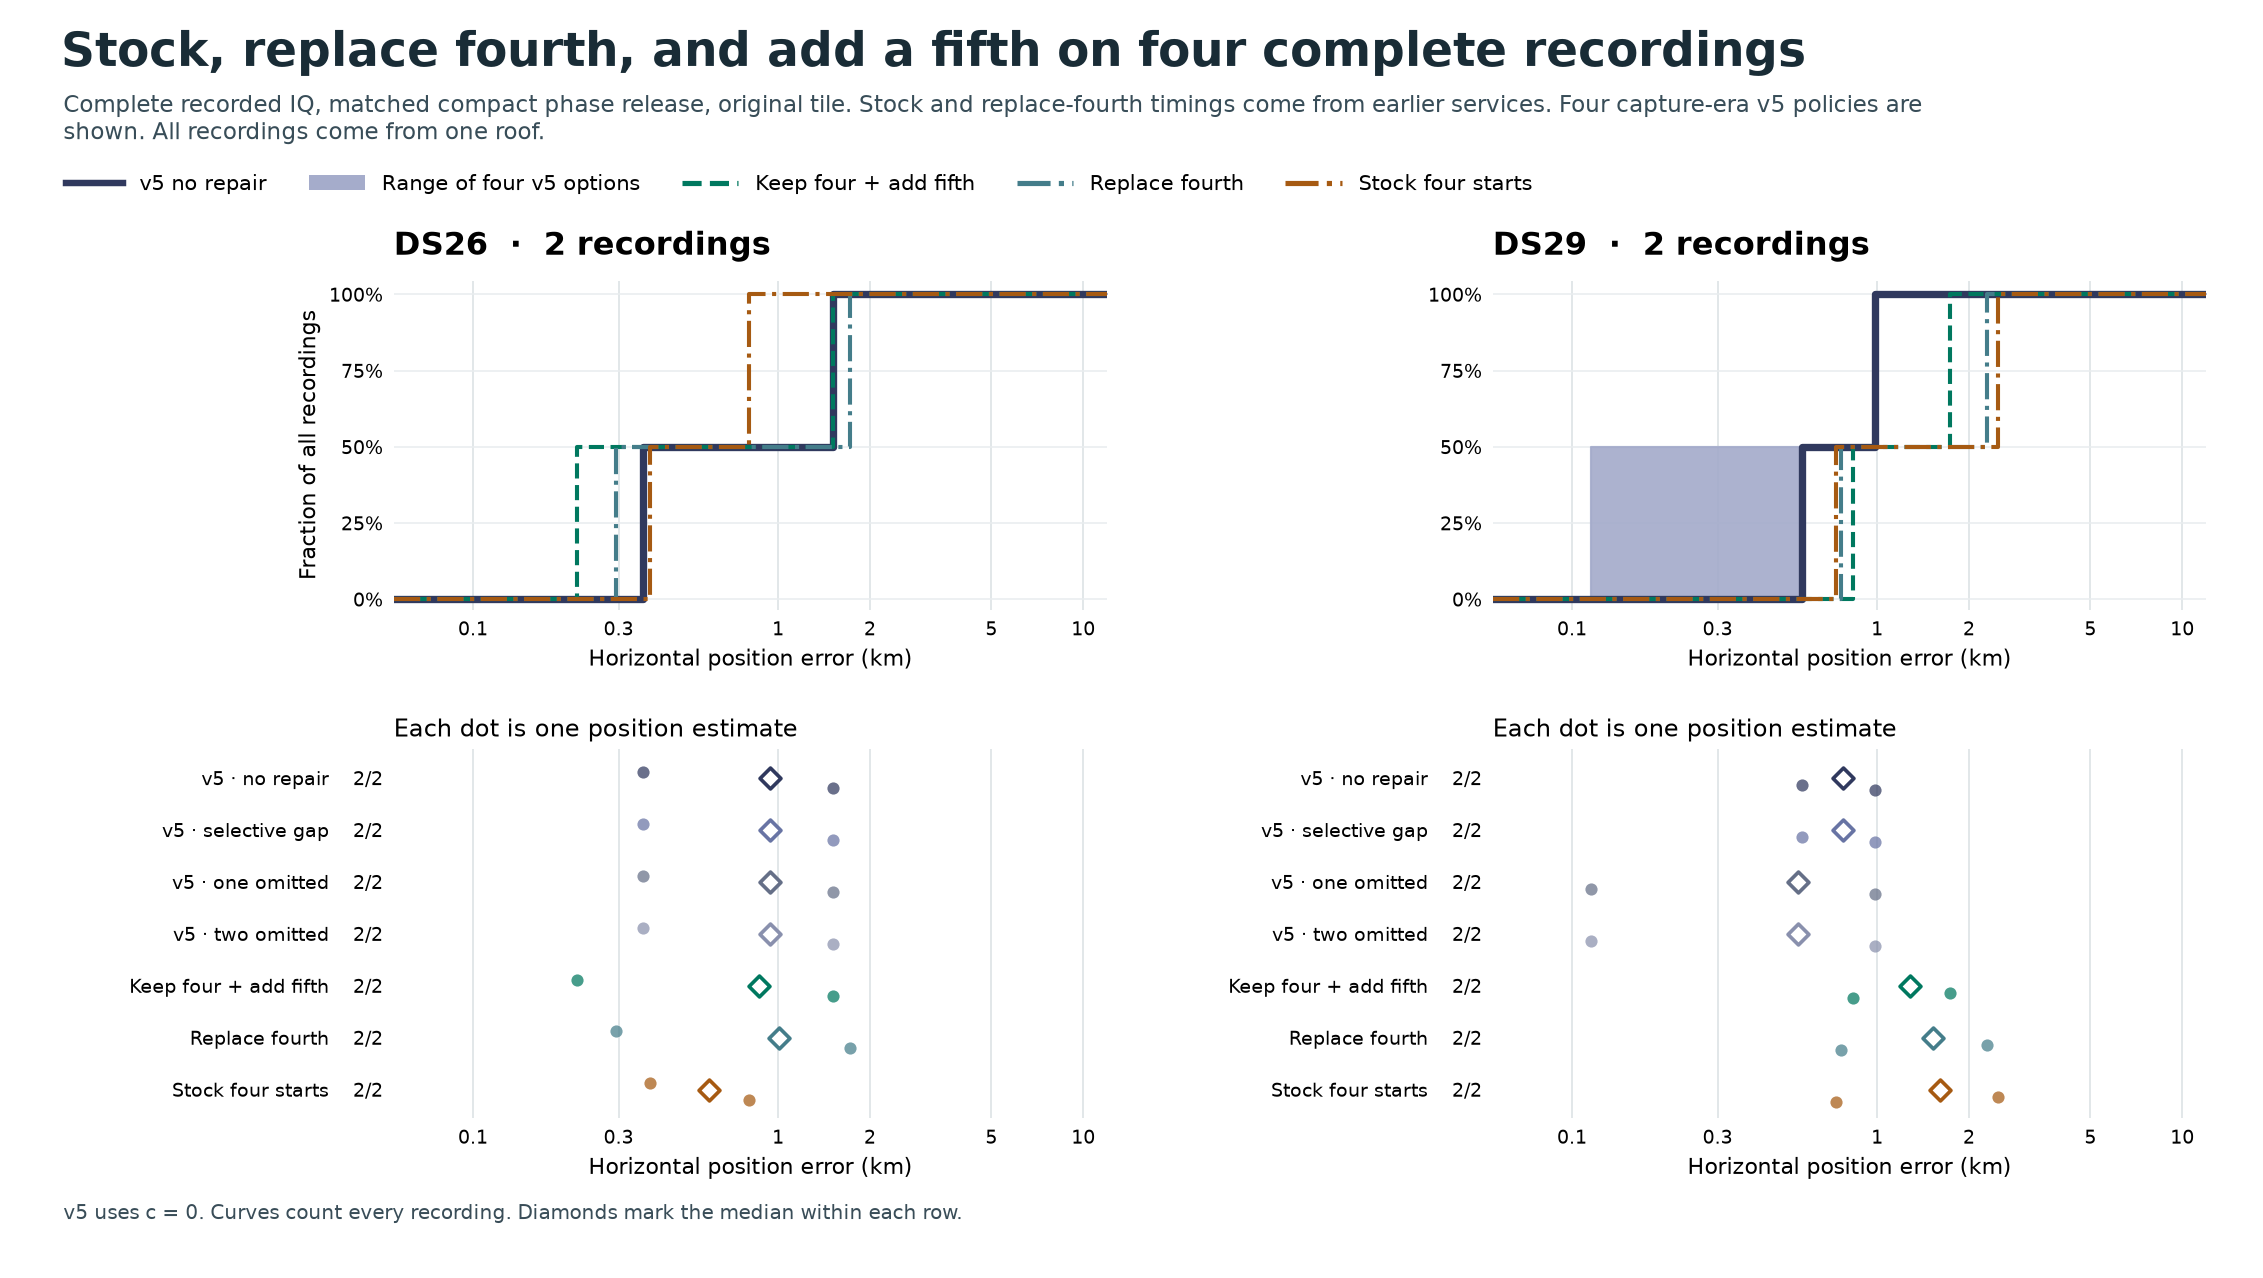 Stock, replace fourth, and add a fifth on four complete recordings
Complete recorded IQ, matched compact phase release, original tile. Stock and replace-fourth timings come from earlier services. Four capture-era v5 policies are
shown. All recordings come from one roof.
v5 no repair
Range of four v5 options
Keep four + add fifth
Replace fourth
Stock four starts
DS26 · 2 recordings
Fraction of all recordings
100%
75%
50%
25%
0%
0.1 0.3 1 2 5 10
Horizontal position error (km)
DS29 · 2 recordings
100%
75%
50%
25%
0%
0.1 0.3 1 2 5 10
Horizontal position error (km)
Each dot is one position estimate
v5 · no repair 2/2
v5 · selective gap 2/2
v5 · one omitted 2/2
v5 · two omitted 2/2
Keep four + add fifth 2/2
Replace fourth 2/2
Stock four starts 2/2
0.1 0.3 1 2 5 10
Horizontal position error (km)
Each dot is one position estimate
v5 · no repair 2/2
v5 · selective gap 2/2
v5 · one omitted 2/2
v5 · two omitted 2/2
Keep four + add fifth 2/2
Replace fourth 2/2
Stock four starts 2/2
0.1 0.3 1 2 5 10
Horizontal position error (km)
v5 uses c = 0. Curves count every recording. Diamonds mark the median within each row.